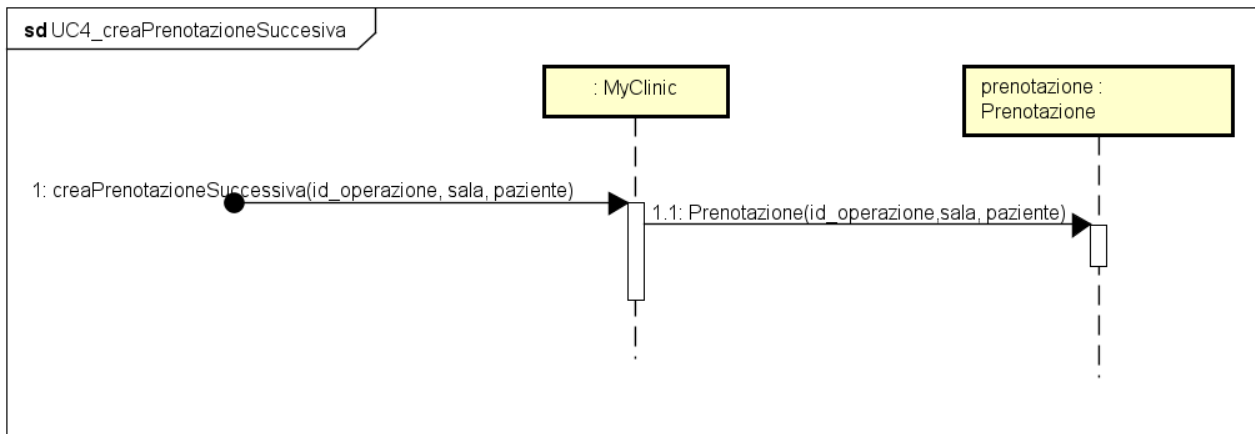 sd UC4_creaPrenotazioneSuccesiva
: MyClinic
prenotazione :
Prenotazione
1: creaPrenotazioneSuccessiva(id_operazione, sala, paziente)
1.1: Prenotazione(id_operazione,sala, paziente)